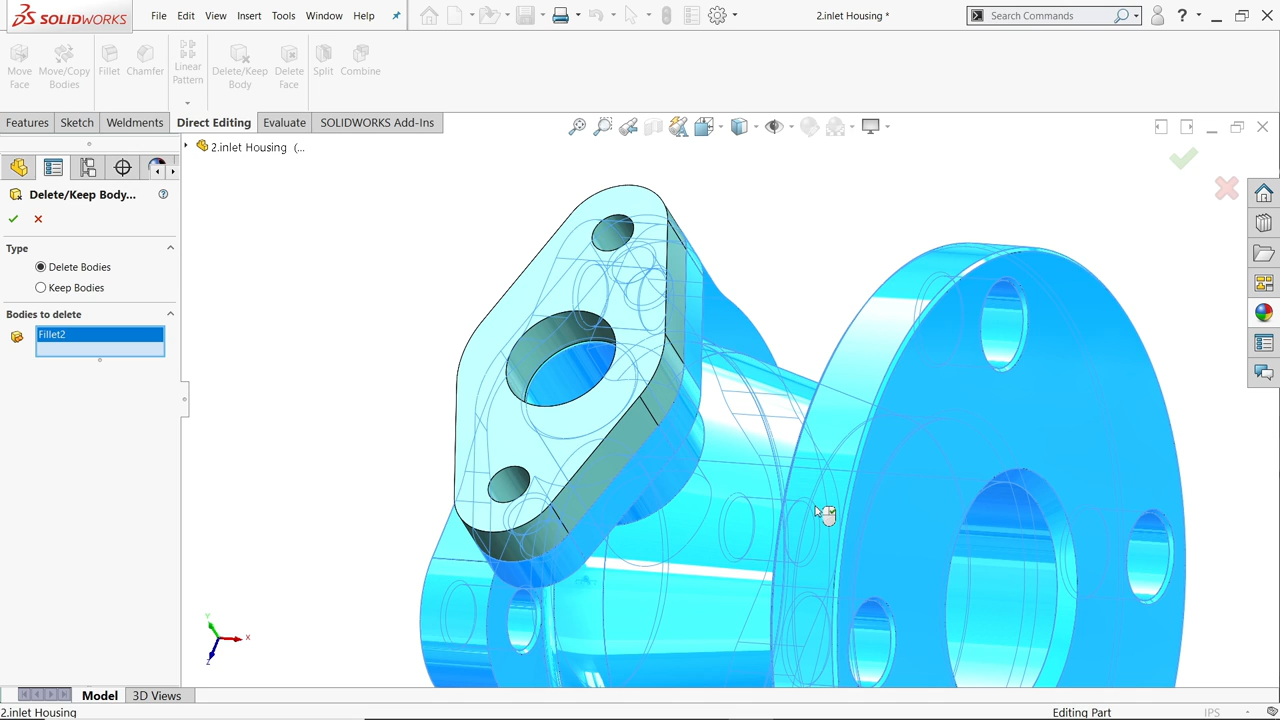 SOLIDWORKS File Edit View Insert Tools Window Help 2.inlet Housing * Search Commands ?
Move Face Move/Copy Bodies Fillet Chamfer Linear Pattern Delete/Keep Body Delete Face Split Combine
Features Sketch Weldments Direct Editing Evaluate SOLIDWORKS Add-Ins
2.inlet Housing (...
Delete/Keep Body...
Type
Delete Bodies
Keep Bodies
Bodies to delete
Fillet2
Y
X
Z
Model 3D Views
2.inlet Housing Editing Part IPS -